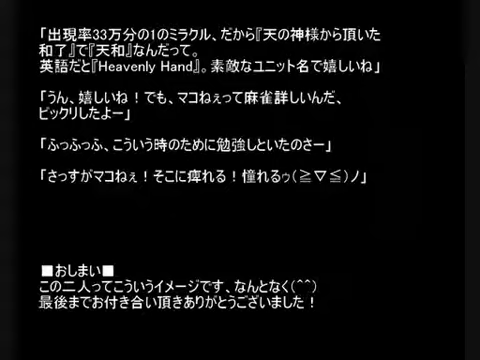 「出現率33万分の1のミラクル、だから『天の神様から頂いた
和了』で『天和』なんだって。
英語だと『Heavenly Hand』。素敵なユニット名で嬉しいね」
「うん、嬉しいね！でも、マコねぇって麻雀詳しいんだ、
ビックリしたよー」
「ふっふっふ、こういう時のために勉強しといたのさー」
「さっすがマコねぇ！そこに痺れる！憧れるぅ(≧▽≦)ノ」
■おしまい■
この二人ってこういうイメージです、なんとなく(^^)
最後までお付き合い頂きありがとうございました！